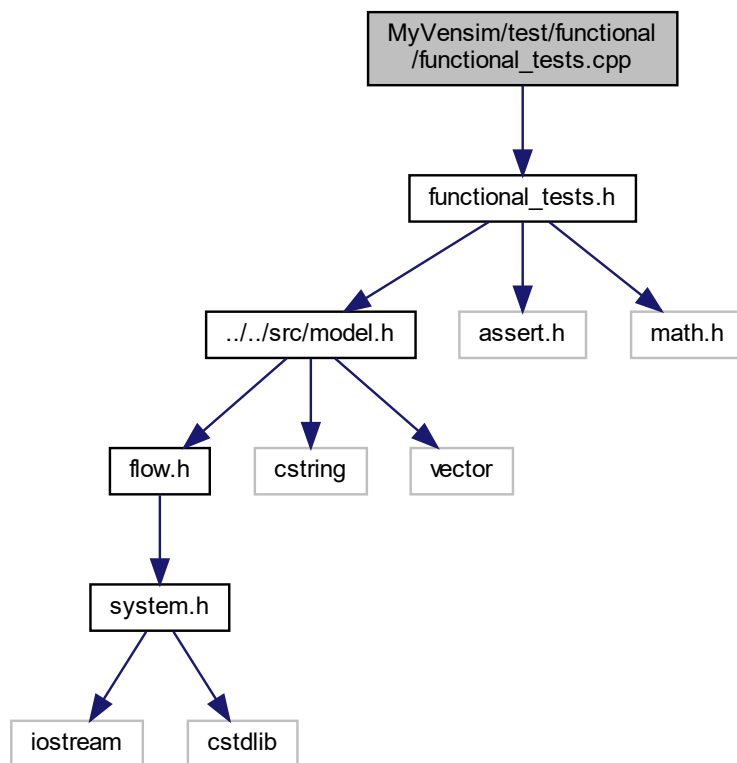 MyVensim/test/functional
/functional_tests.cpp
functional_tests.h
../../src/model.h
assert.h
math.h
flow.h
cstring
vector
system.h
iostream
cstdlib